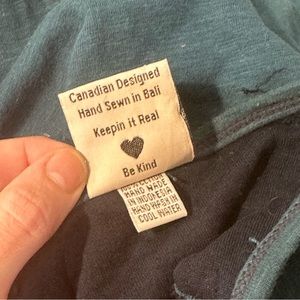 Canadian Designed
Hand Sewn in Bali
Keepin it Real
Be Kind
HAND MADE
IN INDONESIA
HAND WASH IN
COOL WATER